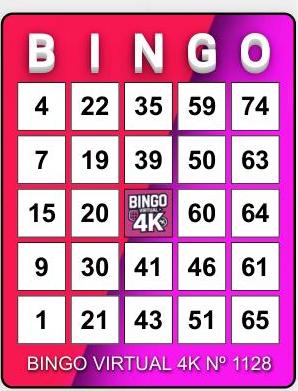 B I N G O
4 22 35 59 74
7 19 39 50 63
15 20 BINGO VIRTUAL 4K 60 64
9 30 41 46 61
1 21 43 51 65
BINGO VIRTUAL 4K Nº 1128